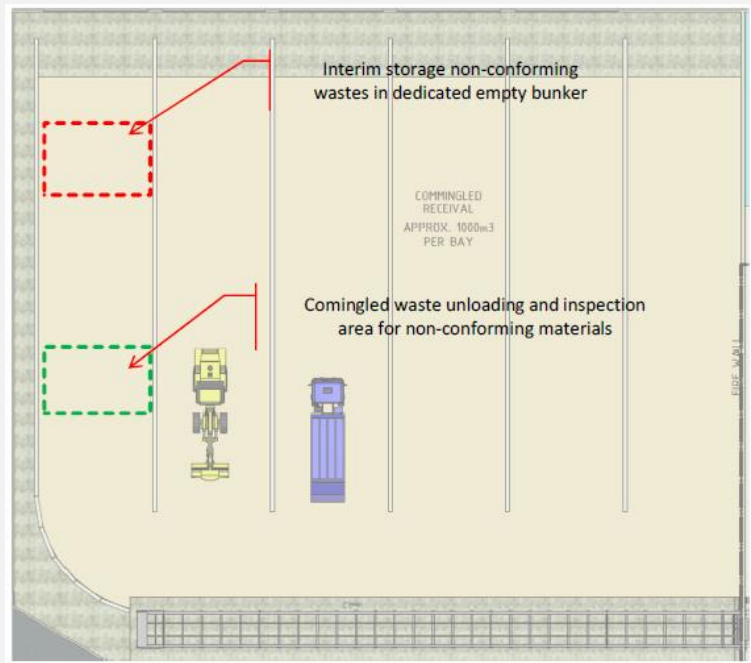 Interim storage non-conforming
wastes in dedicated empty bunker
COMMINGLED
RECEIVAL
APPROX. 1000m3
PER BAY
Comingled waste unloading and inspection
area for non-conforming materials
FIRE WALL